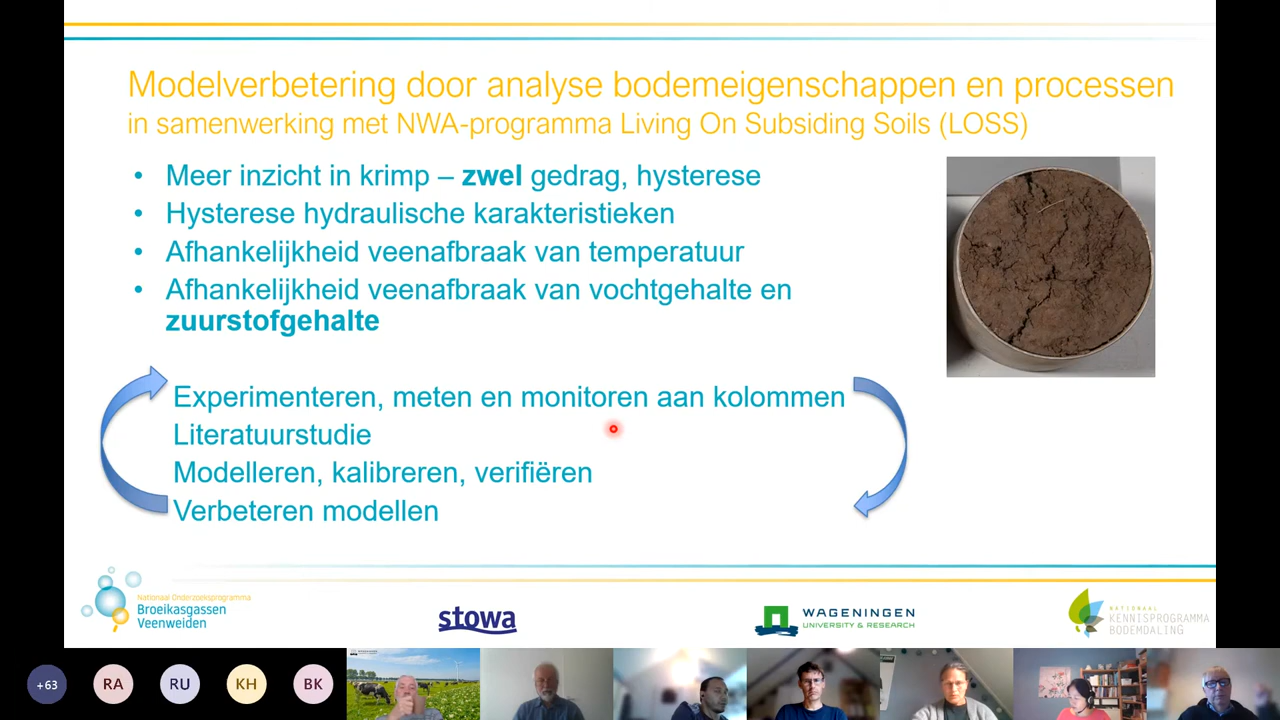 Modelverbetering door analyse bodemeigenschappen en processen
in samenwerking met NWA-programma Living On Subsiding Soils (LOSS)
• Meer inzicht in krimp – zwel gedrag, hysterese
• Hysterese hydraulische karakteristieken
• Afhankelijkheid veenafbraak van temperatuur
• Afhankelijkheid veenafbraak van vochtgehalte en
zuurstofgehalte
Experimenteren, meten en monitoren aan kolommen
Literatuurstudie
Modelleren, kalibreren, verifiëren
Verbeteren modellen
Nationaal Onderzoeksprogramma
Broeikasgassen
Veenweiden
stowa
WAGENINGEN
UNIVERSITY & RESEARCH
NATIONAAL
KENNISPROGRAMMA
BODEMDALING
+63
RA
RU
KH
BK